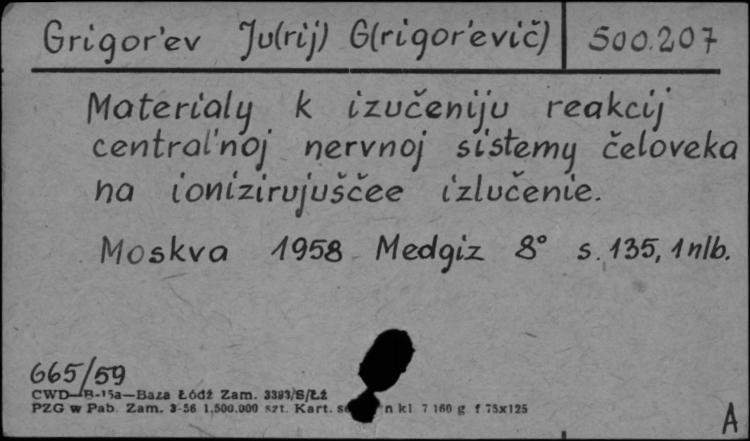 Grigor'ev Ju(rij) G(rigor'evič) 500.207
Materialy k izučeniju reakcij
central'noj nervnoj sistemy čeloveka
na ionizirujuščee izlučenie.
Moskva 1958 Medgiz 8° s. 135, 1 nlb.
665/59
CWD—B-15a—Baza Łódź Zam. 3383/S/Łź
PZG w Pab. Zam. 3-56 1.500.000 szt. Kart. kl 7 160 g f 75x125
A